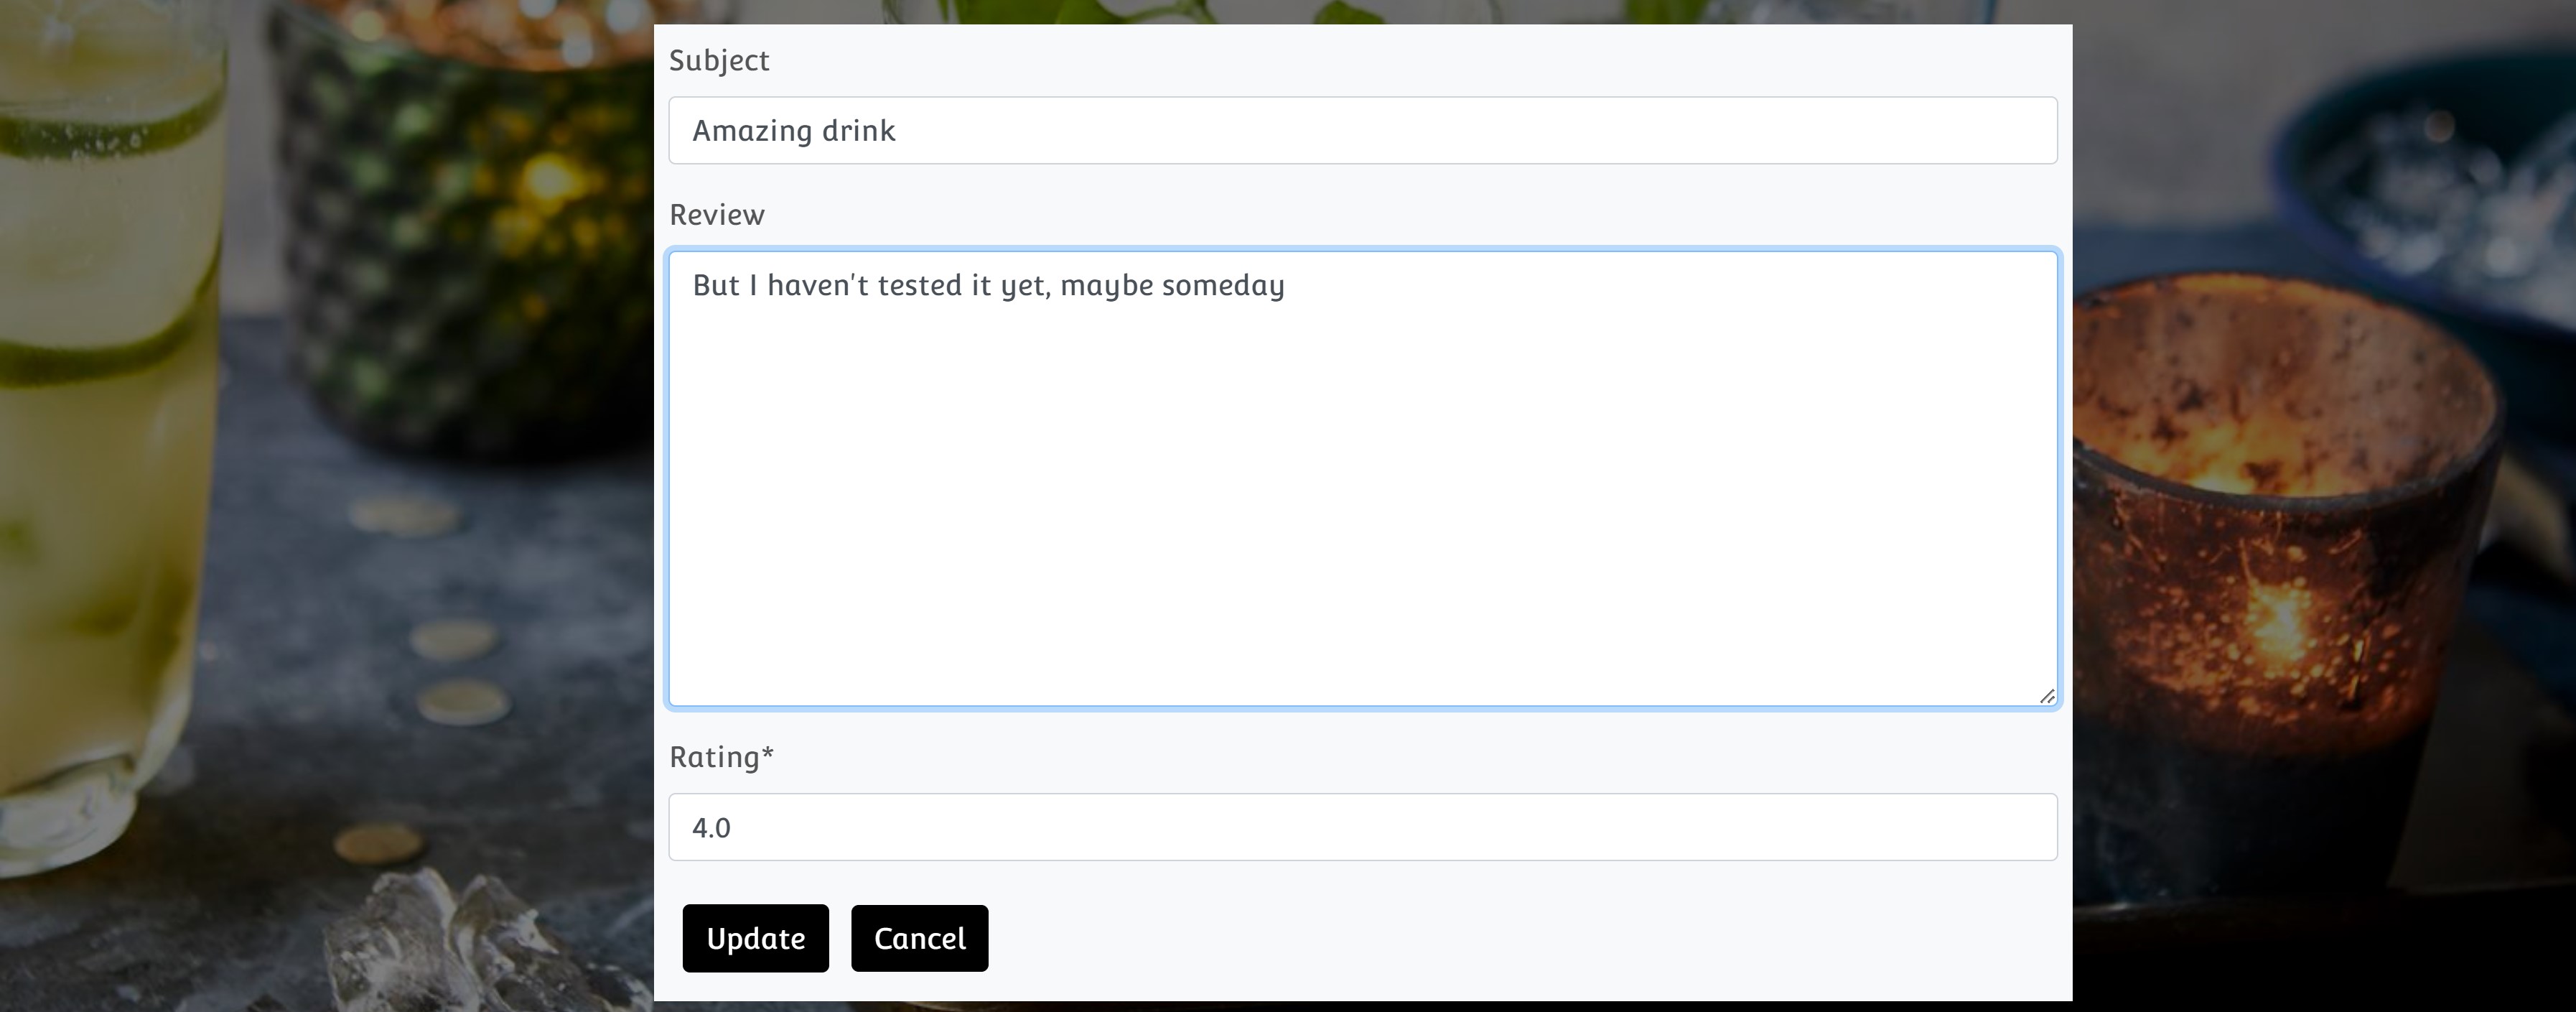 Subject
Amazing drink
Review
But I haven't tested it yet, maybe someday
Rating*
4.0
Update Cancel